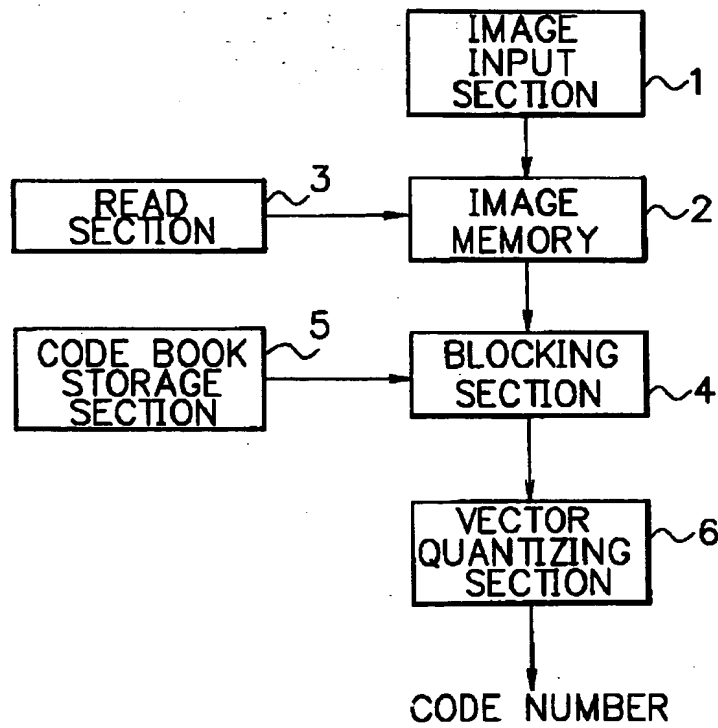 IMAGE
INPUT
SECTION
1
3
READ
SECTION
IMAGE
MEMORY
2
5
CODE BOOK
STORAGE
SECTION
BLOCKING
SECTION
4
VECTOR
QUANTIZING
SECTION
6
CODE NUMBER